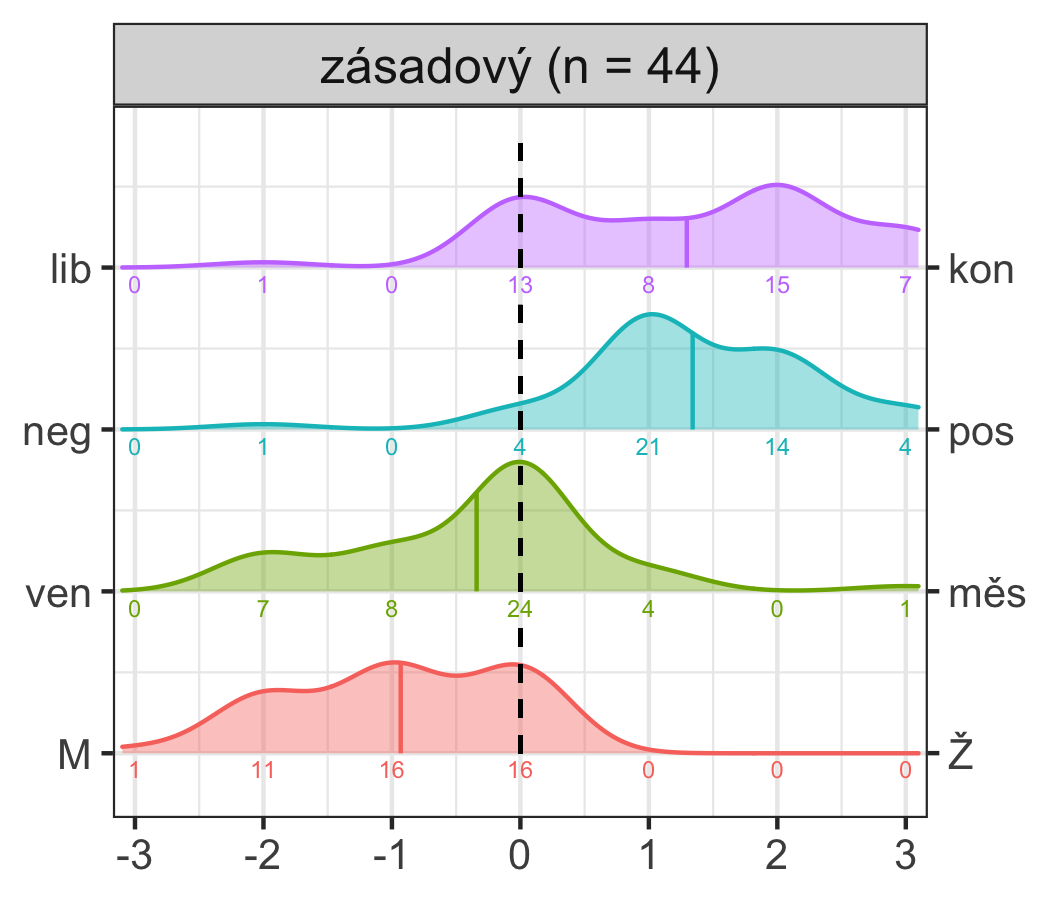 zásadový (n = 44)
lib kon
0 1 0 13 8 15 7
neg pos
0 1 0 4 21 14 4
ven měs
0 7 8 24 4 0 1
M Ž
1 11 16 16 0 0 0
-3 -2 -1 0 1 2 3